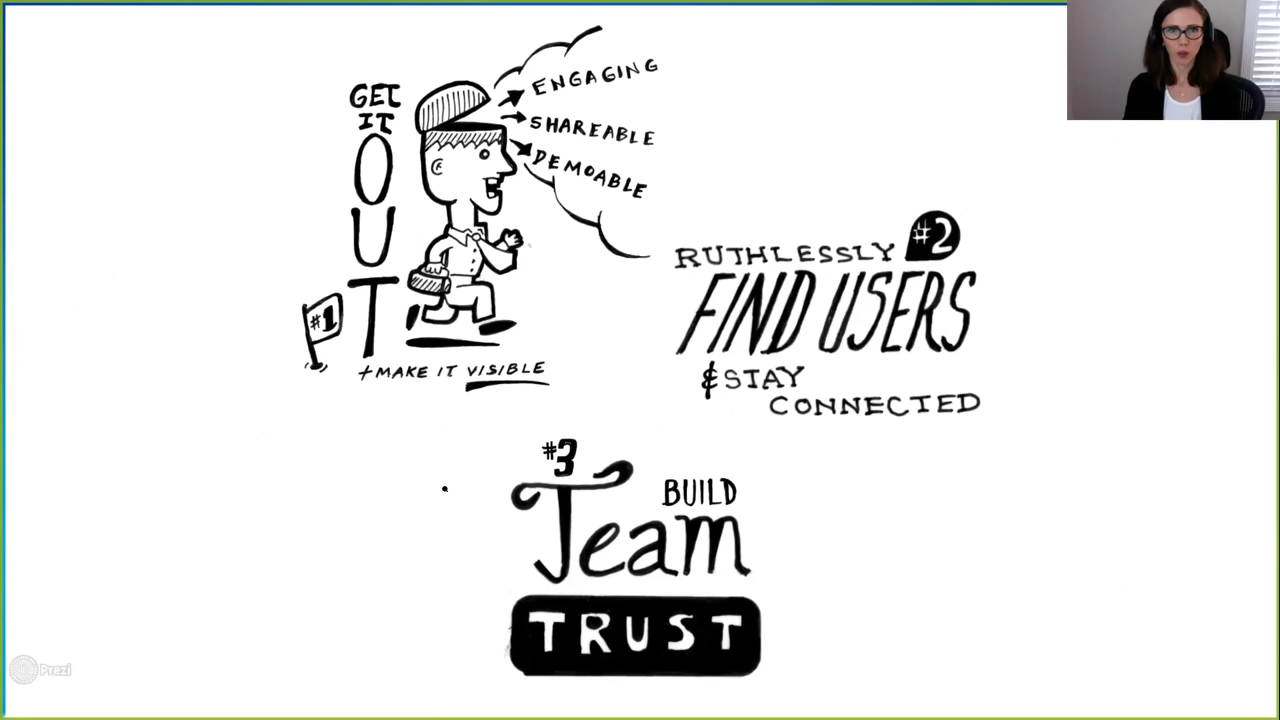 GET
IT
OUT
#1
+MAKE IT VISIBLE
ENGAGING
SHAREABLE
DEMOABLE
#2
RUTHLESSLY
FIND USERS
& STAY
CONNECTED
#3
BUILD
Team
TRUST
Prezi